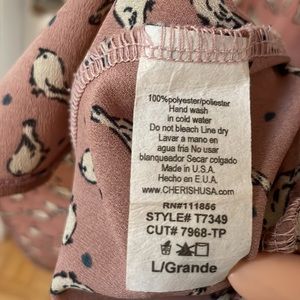 100%polyester/poliester
Hand wash
in cold water
Do not bleach Line dry
Lavar a mano en
agua fria No usar
blanqueador Secar colgado
Made in U.S.A.
Hecho en E.U.A.
www.CHERISHUSA.com
RN#111856
STYLE# T7349
CUT# 7968-TP
L/Grande